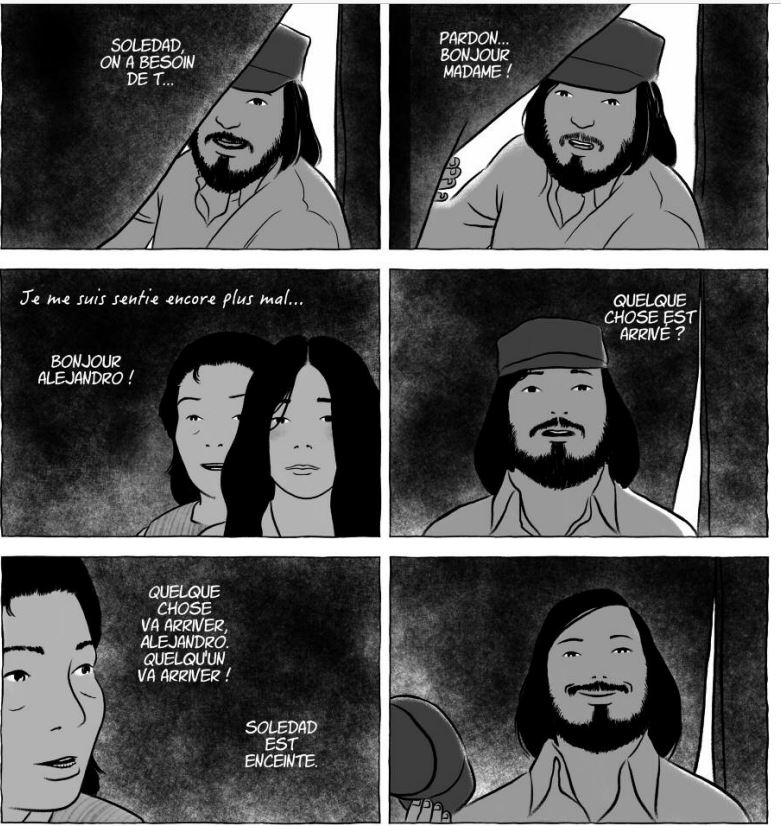 SOLEDAD,
ON A BESOIN
DE T...
PARDON...
BONJOUR
MADAME !
Je me suis sentie encore plus mal...
BONJOUR
ALEJANDRO !
QUELQUE
CHOSE EST
ARRIVÉ ?
QUELQUE
CHOSE
VA ARRIVER,
ALEJANDRO.
QUELQU'UN
VA ARRIVER !
SOLEDAD
EST
ENCEINTE.